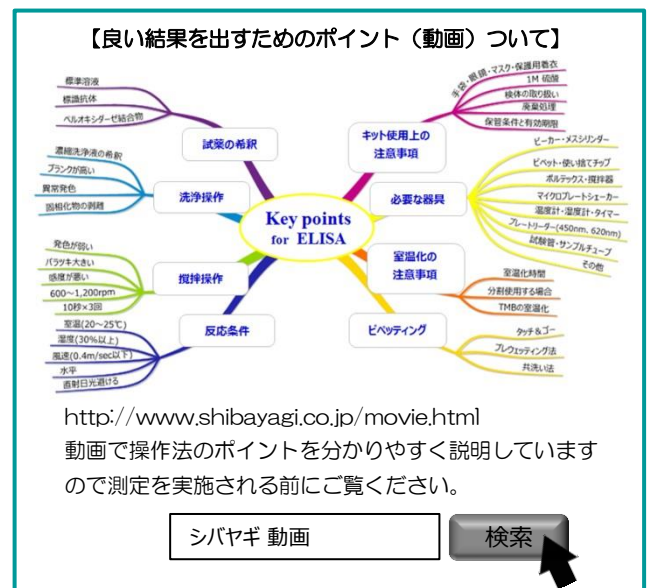 【良い結果を出すためのポイント（動画）ついて】
標準溶液
標識抗体
ペルオキシダーゼ結合物
試薬の希釈
濃縮洗浄液の希釈
ブランクが高い
異常発色
固相化物の剥離
洗浄操作
発色が弱い
バラツキ大きい
感度が悪い
600～1,200rpm
10秒×3回
撹拌操作
室温(20～25℃)
湿度(30%以上)
風速(0.4m/sec以下)
水平
直射日光避ける
反応条件
Key points
for ELISA
手袋・眼鏡・マスク・保護用着衣
1M 硫酸
検体の取り扱い
廃棄処理
保管条件と有効期限
キット使用上の
注意事項
ビーカー・メスシリンダー
ピペット・使い捨てチップ
ボルテックス・撹拌器
マイクロプレートシェーカー
温度計・湿度計・タイマー
プレートリーダー(450nm, 620nm)
試験管・サンプルチューブ
その他
必要な器具
室温化時間
分割使用する場合
TMBの室温化
室温化の
注意事項
タッチ＆ゴー
プレウェッティング法
共洗い法
ピペッティング
http://www.shibayagi.co.jp/movie.html
動画で操作法のポイントを分かりやすく説明しています
ので測定を実施される前にご覧ください。
シバヤギ 動画
検索